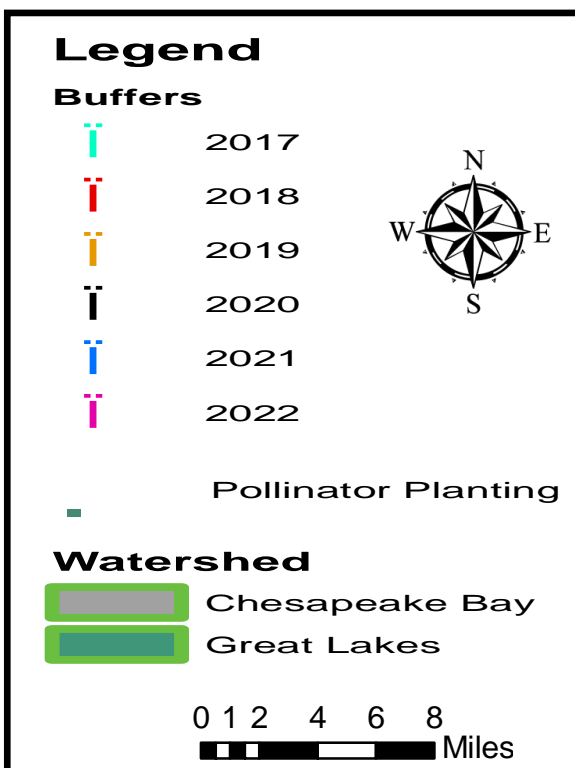 Legend
Buffers
Ï 2017
Ï 2018
Ï 2019
Ï 2020
Ï 2021
Ï 2022
N
W E
S
Pollinator Planting
Watershed
Chesapeake Bay
Great Lakes
0 1 2 4 6 8
Miles